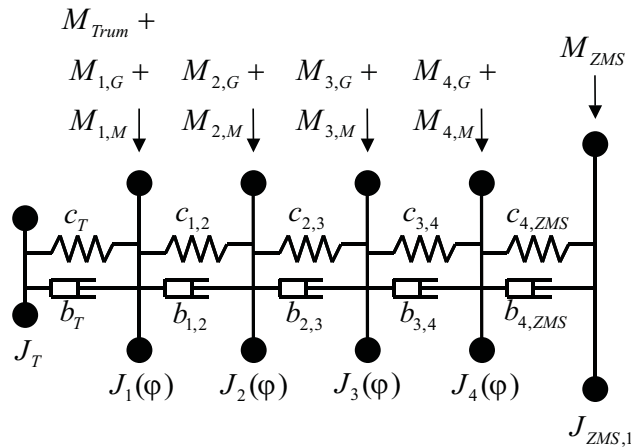 M_Trum +
M_1,G + M_2,G + M_3,G + M_4,G + M_ZMS
M_1,M M_2,M M_3,M M_4,M
c_T c_1,2 c_2,3 c_3,4 c_4,ZMS
b_T b_1,2 b_2,3 b_3,4 b_4,ZMS
J_T J_1(φ) J_2(φ) J_3(φ) J_4(φ)
J_ZMS,1